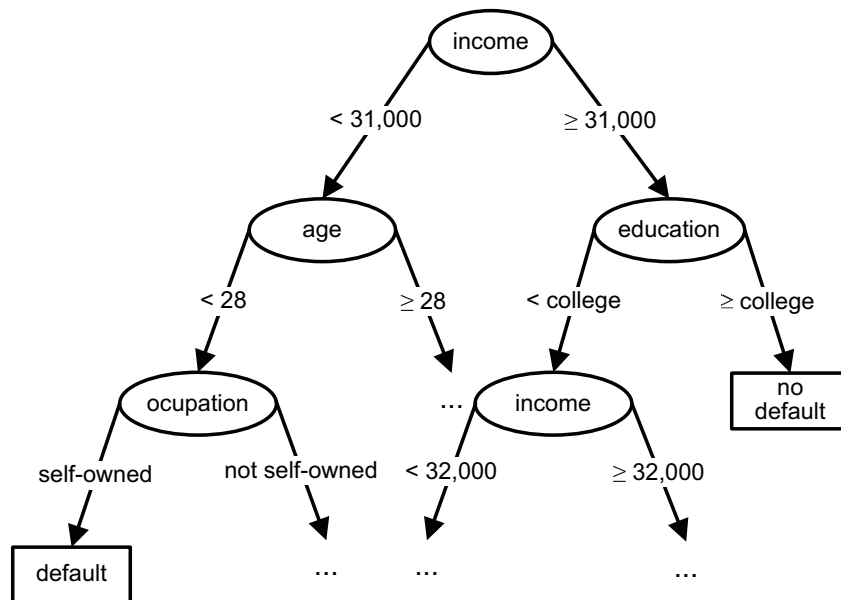 income
< 31,000
≥ 31,000
age
education
< 28
≥ 28
< college
≥ college
ocupation
...
income
no
default
self-owned
not self-owned
< 32,000
≥ 32,000
default
...
...
...